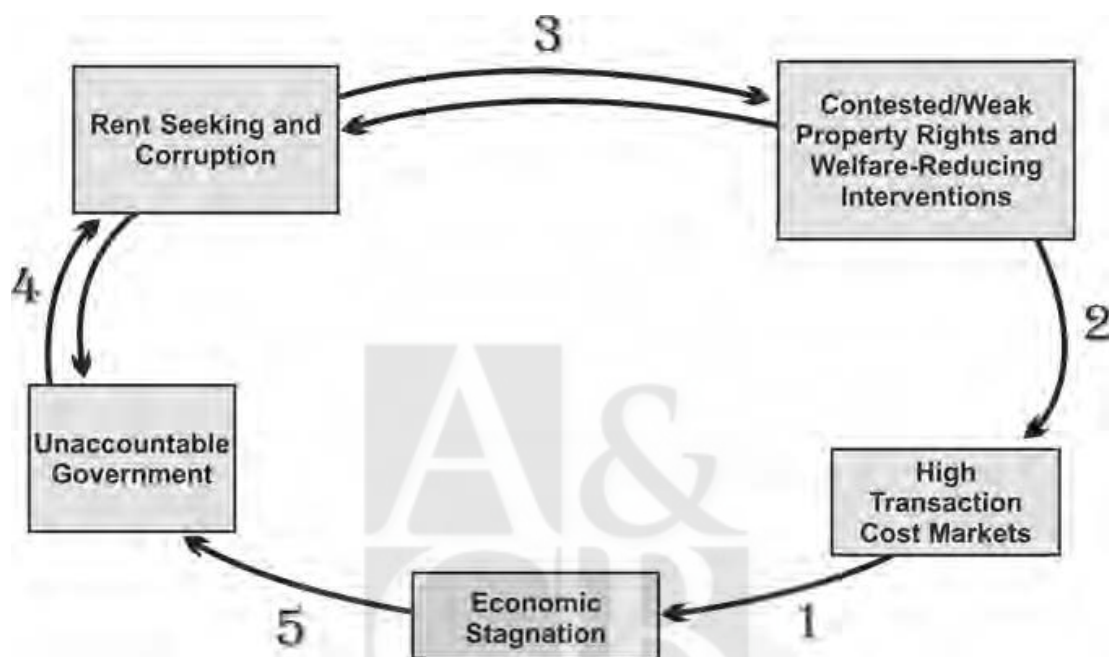 3
Rent Seeking and
Corruption
Contested/Weak
Property Rights and
Welfare-Reducing
Interventions
4
2
Unaccountable
Government
High
Transaction
Cost Markets
Economic
Stagnation
5
1
A&